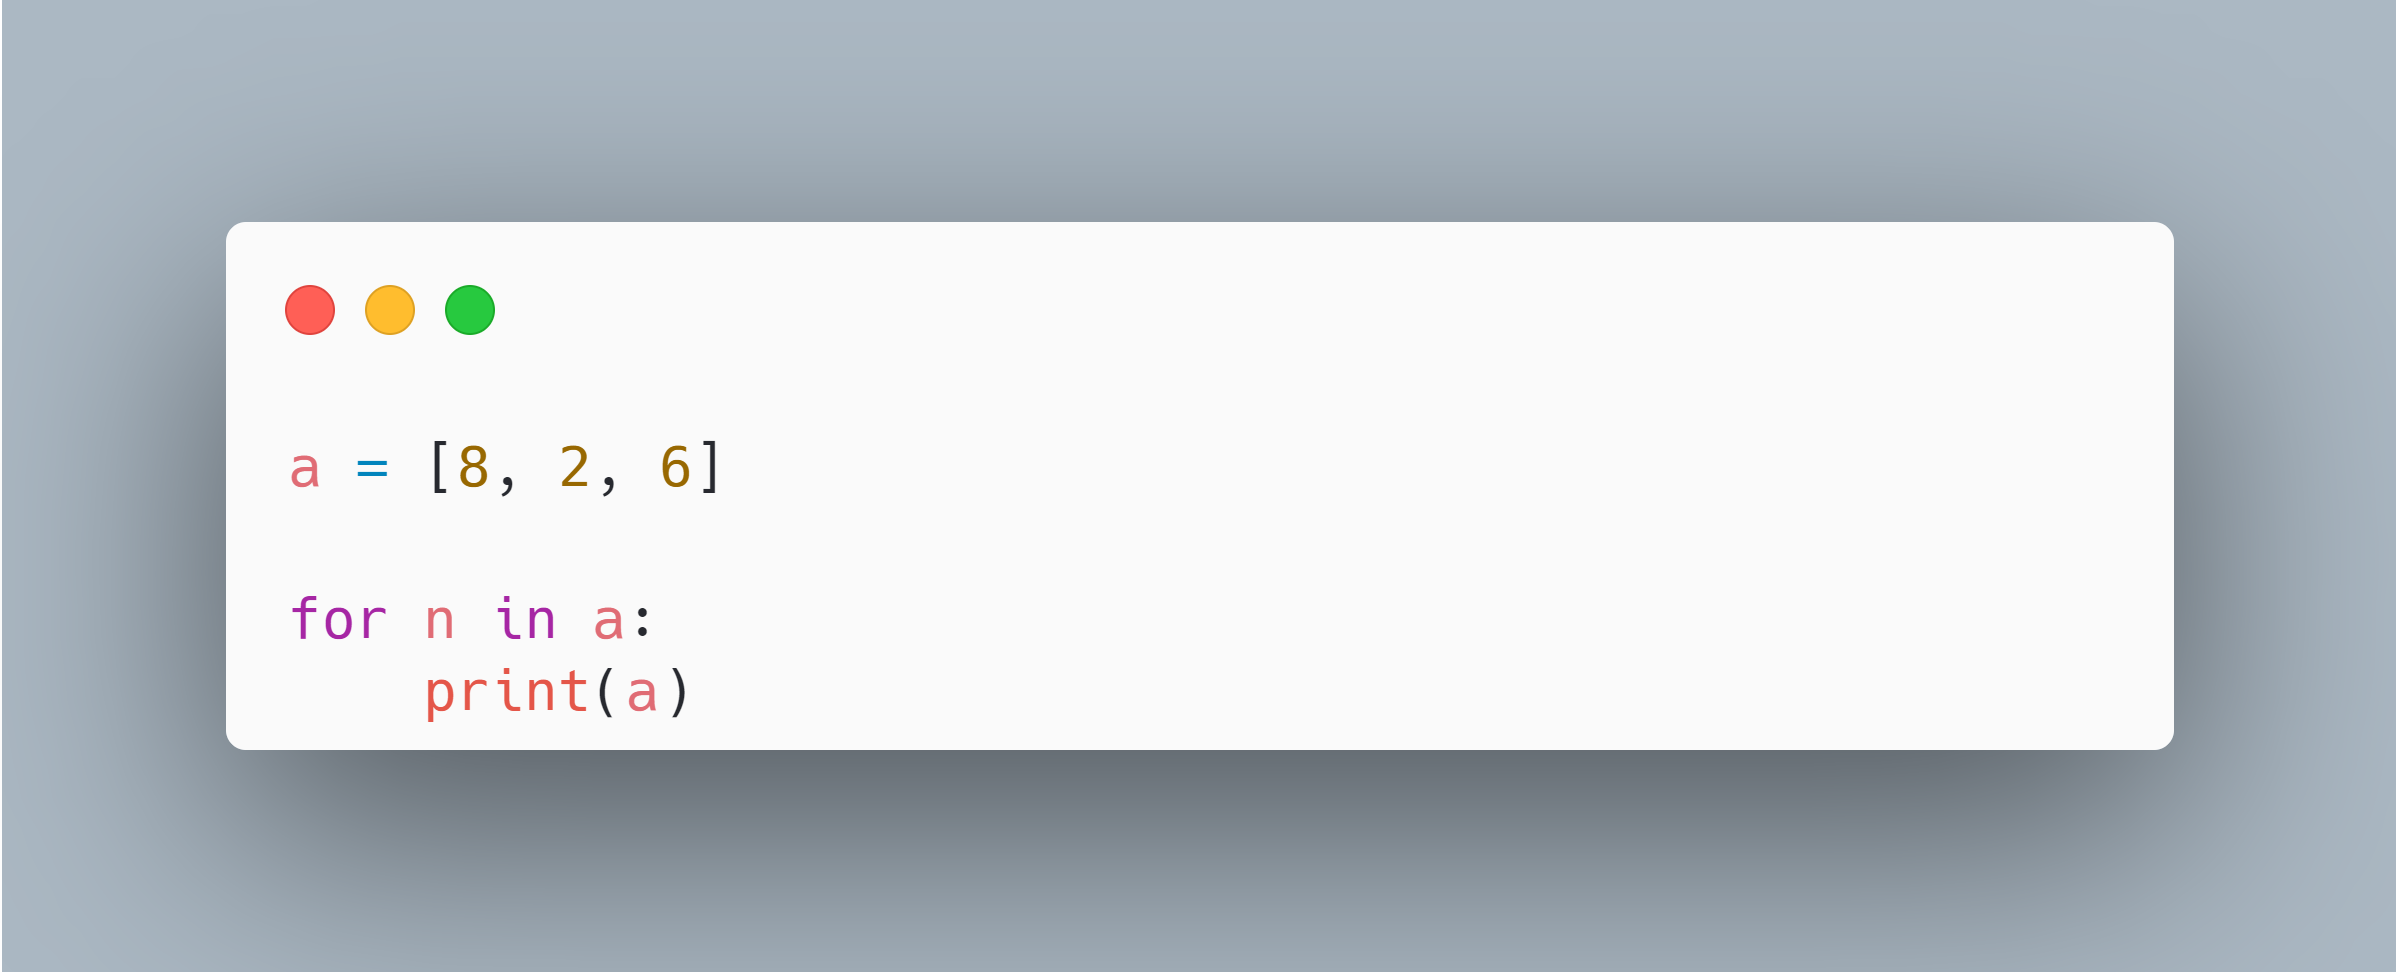 a = [8, 2, 6]

for n in a:
    print(a)